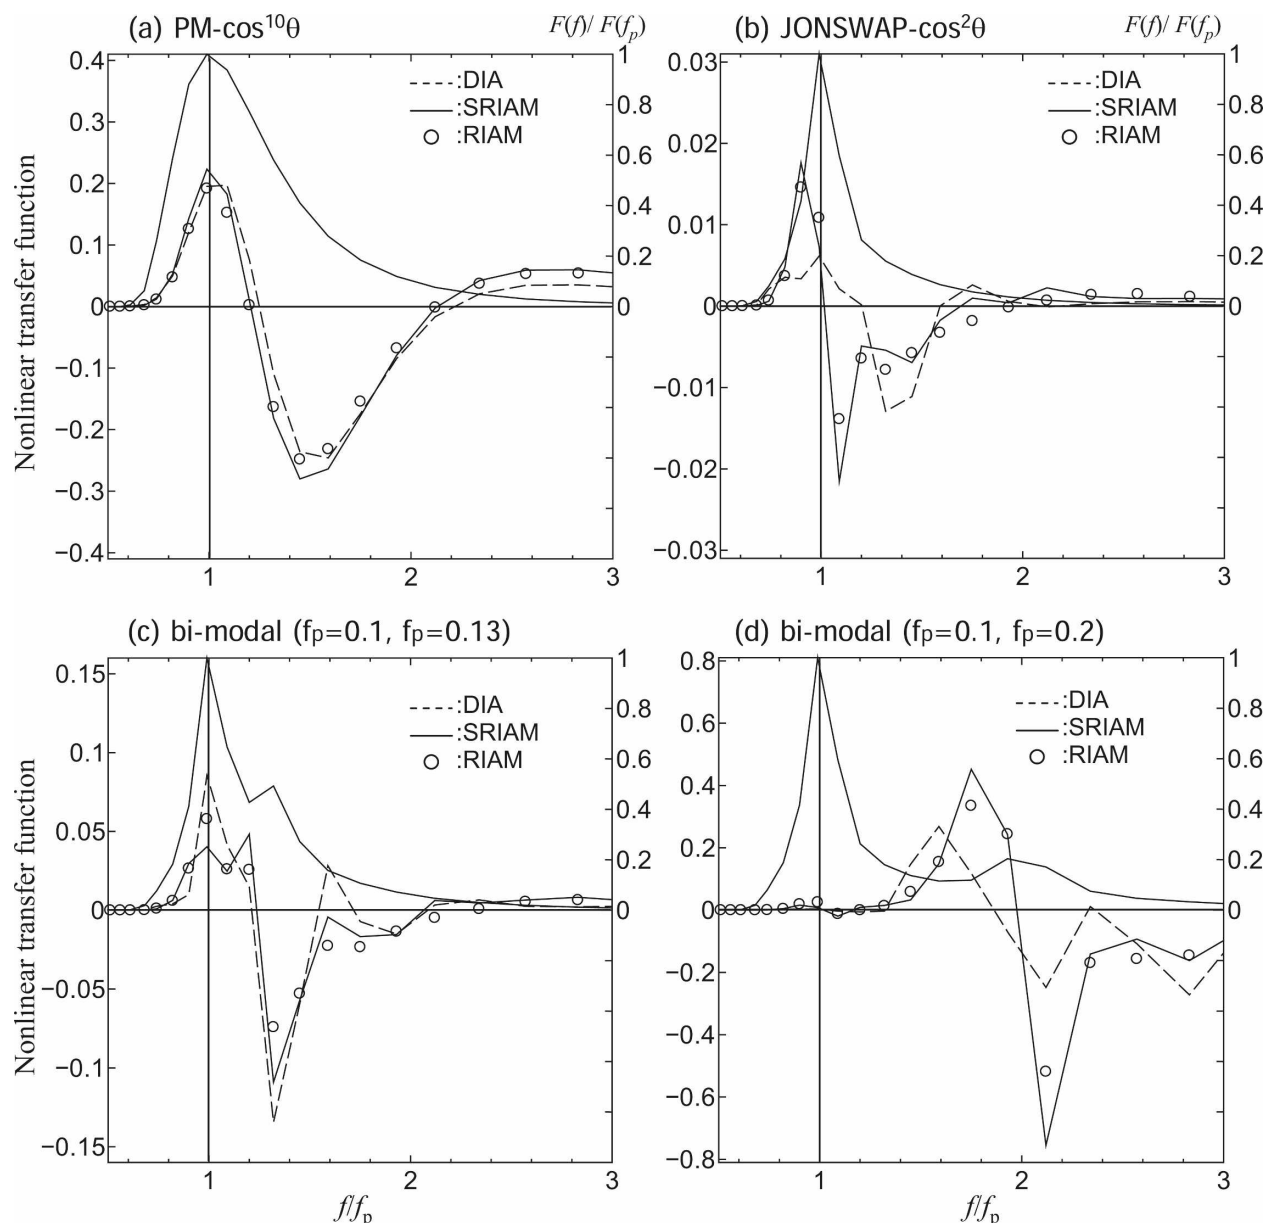 (a) PM-cos¹⁰θ
F(f)/ F(fₚ)
0.4
0.3
0.2
0.1
0
−0.1
−0.2
−0.3
−0.4
Nonlinear transfer function
:DIA
:SRIAM
:RIAM
1
0.8
0.6
0.4
0.2
0
1 2 3
(b) JONSWAP-cos²θ
F(f)/ F(fₚ)
0.03
0.02
0.01
0
−0.01
−0.02
−0.03
:DIA
:SRIAM
:RIAM
1
0.8
0.6
0.4
0.2
0
1 2 3
(c) bi-modal (fp=0.1, fp=0.13)
0.15
0.1
0.05
0
−0.05
−0.1
−0.15
Nonlinear transfer function
:DIA
:SRIAM
:RIAM
1
0.8
0.6
0.4
0.2
0
1 2 3
f/fₚ
(d) bi-modal (fp=0.1, fp=0.2)
0.8
0.6
0.4
0.2
0
−0.2
−0.4
−0.6
−0.8
:DIA
:SRIAM
:RIAM
1
0.8
0.6
0.4
0.2
0
1 2 3
f/fₚ